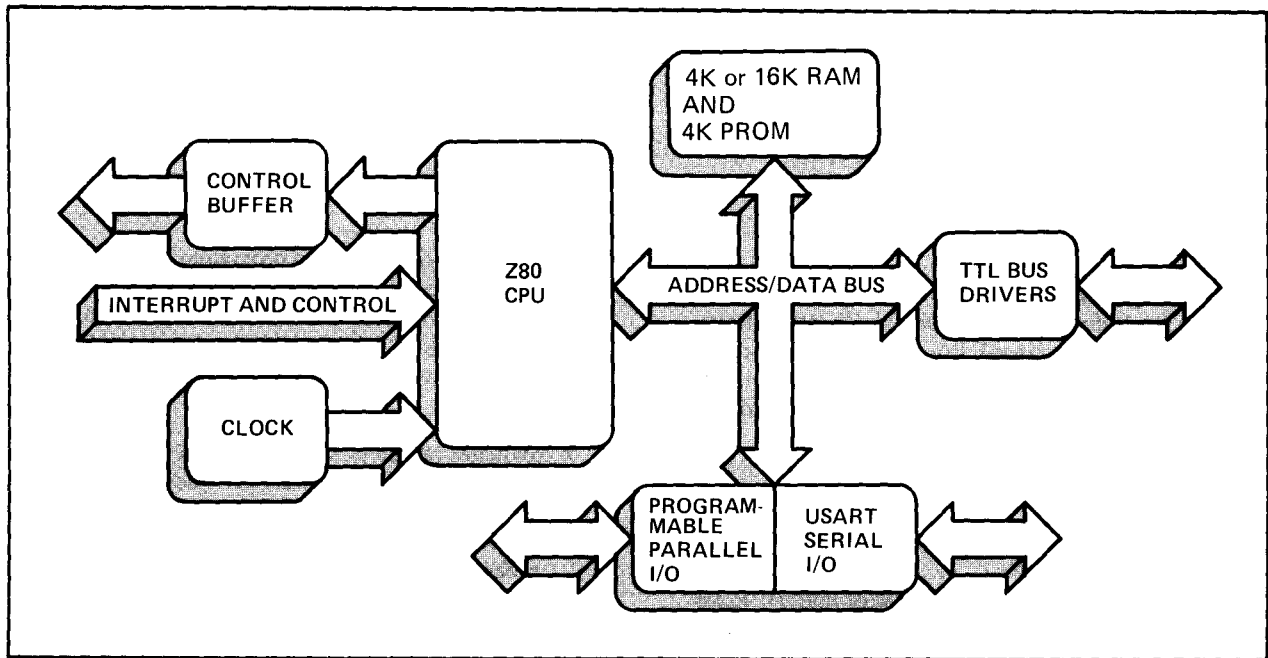 4K or 16K RAM
AND
4K PROM
CONTROL
BUFFER
Z80
CPU
INTERRUPT AND CONTROL
ADDRESS/DATA BUS
TTL BUS
DRIVERS
CLOCK
PROGRAM-
MABLE
PARALLEL
I/O
USART
SERIAL
I/O